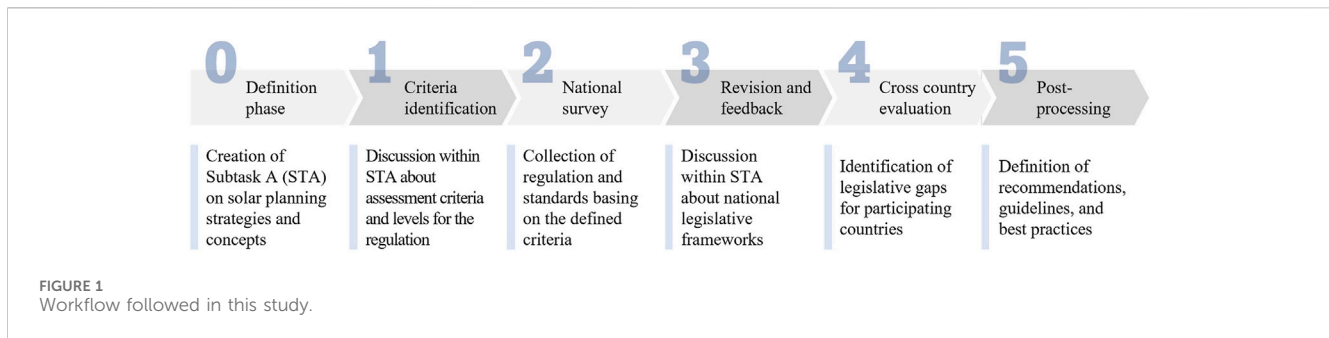 0
Definition
phase
1
Criteria
identification
2
National
survey
3
Revision and
feedback
4
Cross country
evaluation
5
Post-
processing
Creation of
Subtask A (STA)
on solar planning
strategies and
concepts
Discussion within
STA about
assessment criteria
and levels for the
regulation
Collection of
regulation and
standards basing
on the defined
criteria
Discussion
within STA
about national
legislative
frameworks
Identification of
legislative gaps
for participating
countries
Definition of
recommendations,
guidelines, and
best practices
FIGURE 1
Workflow followed in this study.